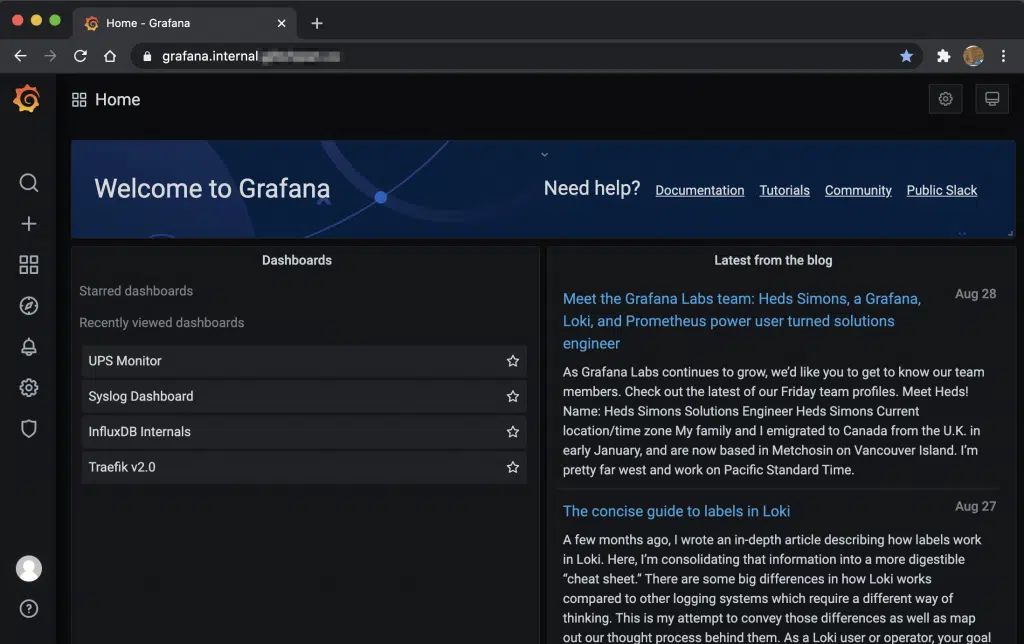 Home - Grafana
grafana.internal
Home
Welcome to Grafana
Need help?
Documentation
Tutorials
Community
Public Slack
Dashboards
Starred dashboards
Recently viewed dashboards
UPS Monitor
Syslog Dashboard
InfluxDB Internals
Traefik v2.0
Latest from the blog
Meet the Grafana Labs team: Heds Simons, a Grafana,
Loki, and Prometheus power user turned solutions
engineer
Aug 28
As Grafana Labs continues to grow, we'd like you to get to know our team
members. Check out the latest of our Friday team profiles. Meet Heds!
Name: Heds Simons Solutions Engineer Heds Simons Current
location/time zone My family and I emigrated to Canada from the U.K. in
early January, and are now based in Metchosin on Vancouver Island. I'm
pretty far west and work on Pacific Standard Time.
The concise guide to labels in Loki
Aug 27
A few months ago, I wrote an in-depth article describing how labels work
in Loki. Here, I'm consolidating that information into a more digestible
“cheat sheet.” There are some big differences in how Loki works
compared to other logging systems which require a different way of
thinking. This is my attempt to convey those differences as well as map
out our thought process behind them. As a Loki user or operator, your goal